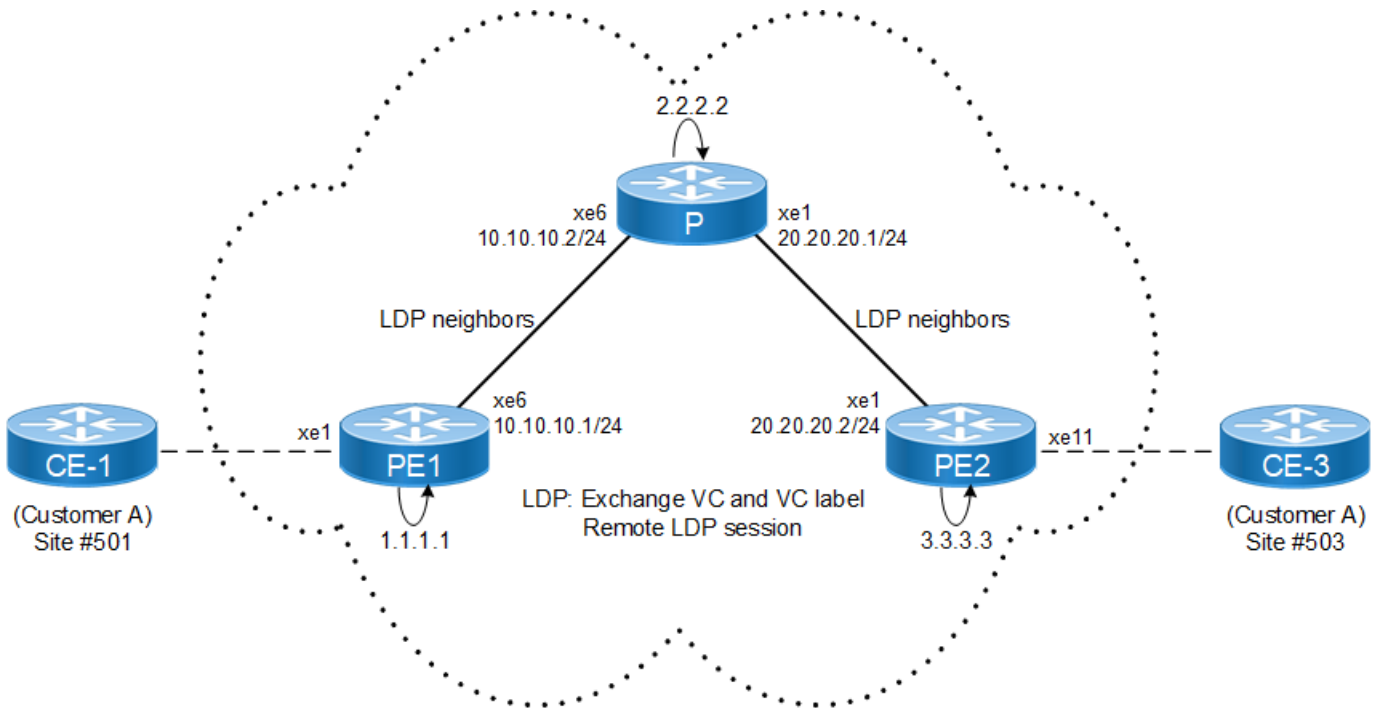 2.2.2.2
P
xe6
10.10.10.2/24
xe1
20.20.20.1/24
LDP neighbors
LDP neighbors
xe6
10.10.10.1/24
xe1
20.20.20.2/24
xe1
xe11
CE-1
PE1
PE2
CE-3
(Customer A)
Site #501
1.1.1.1
LDP: Exchange VC and VC label
Remote LDP session
3.3.3.3
(Customer A)
Site #503